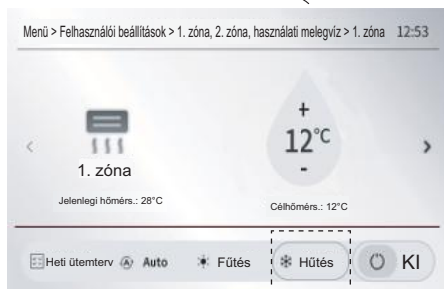 Menü > Felhasználói beállítások > 1. zóna, 2. zóna, használati melegvíz > 1. zóna 12:53
+
12°C
-
1. zóna
Jelenlegi hőmérs.: 28°C
Célhőmérs.: 12°C
Heti ütemterv Auto Fűtés Hűtés KI